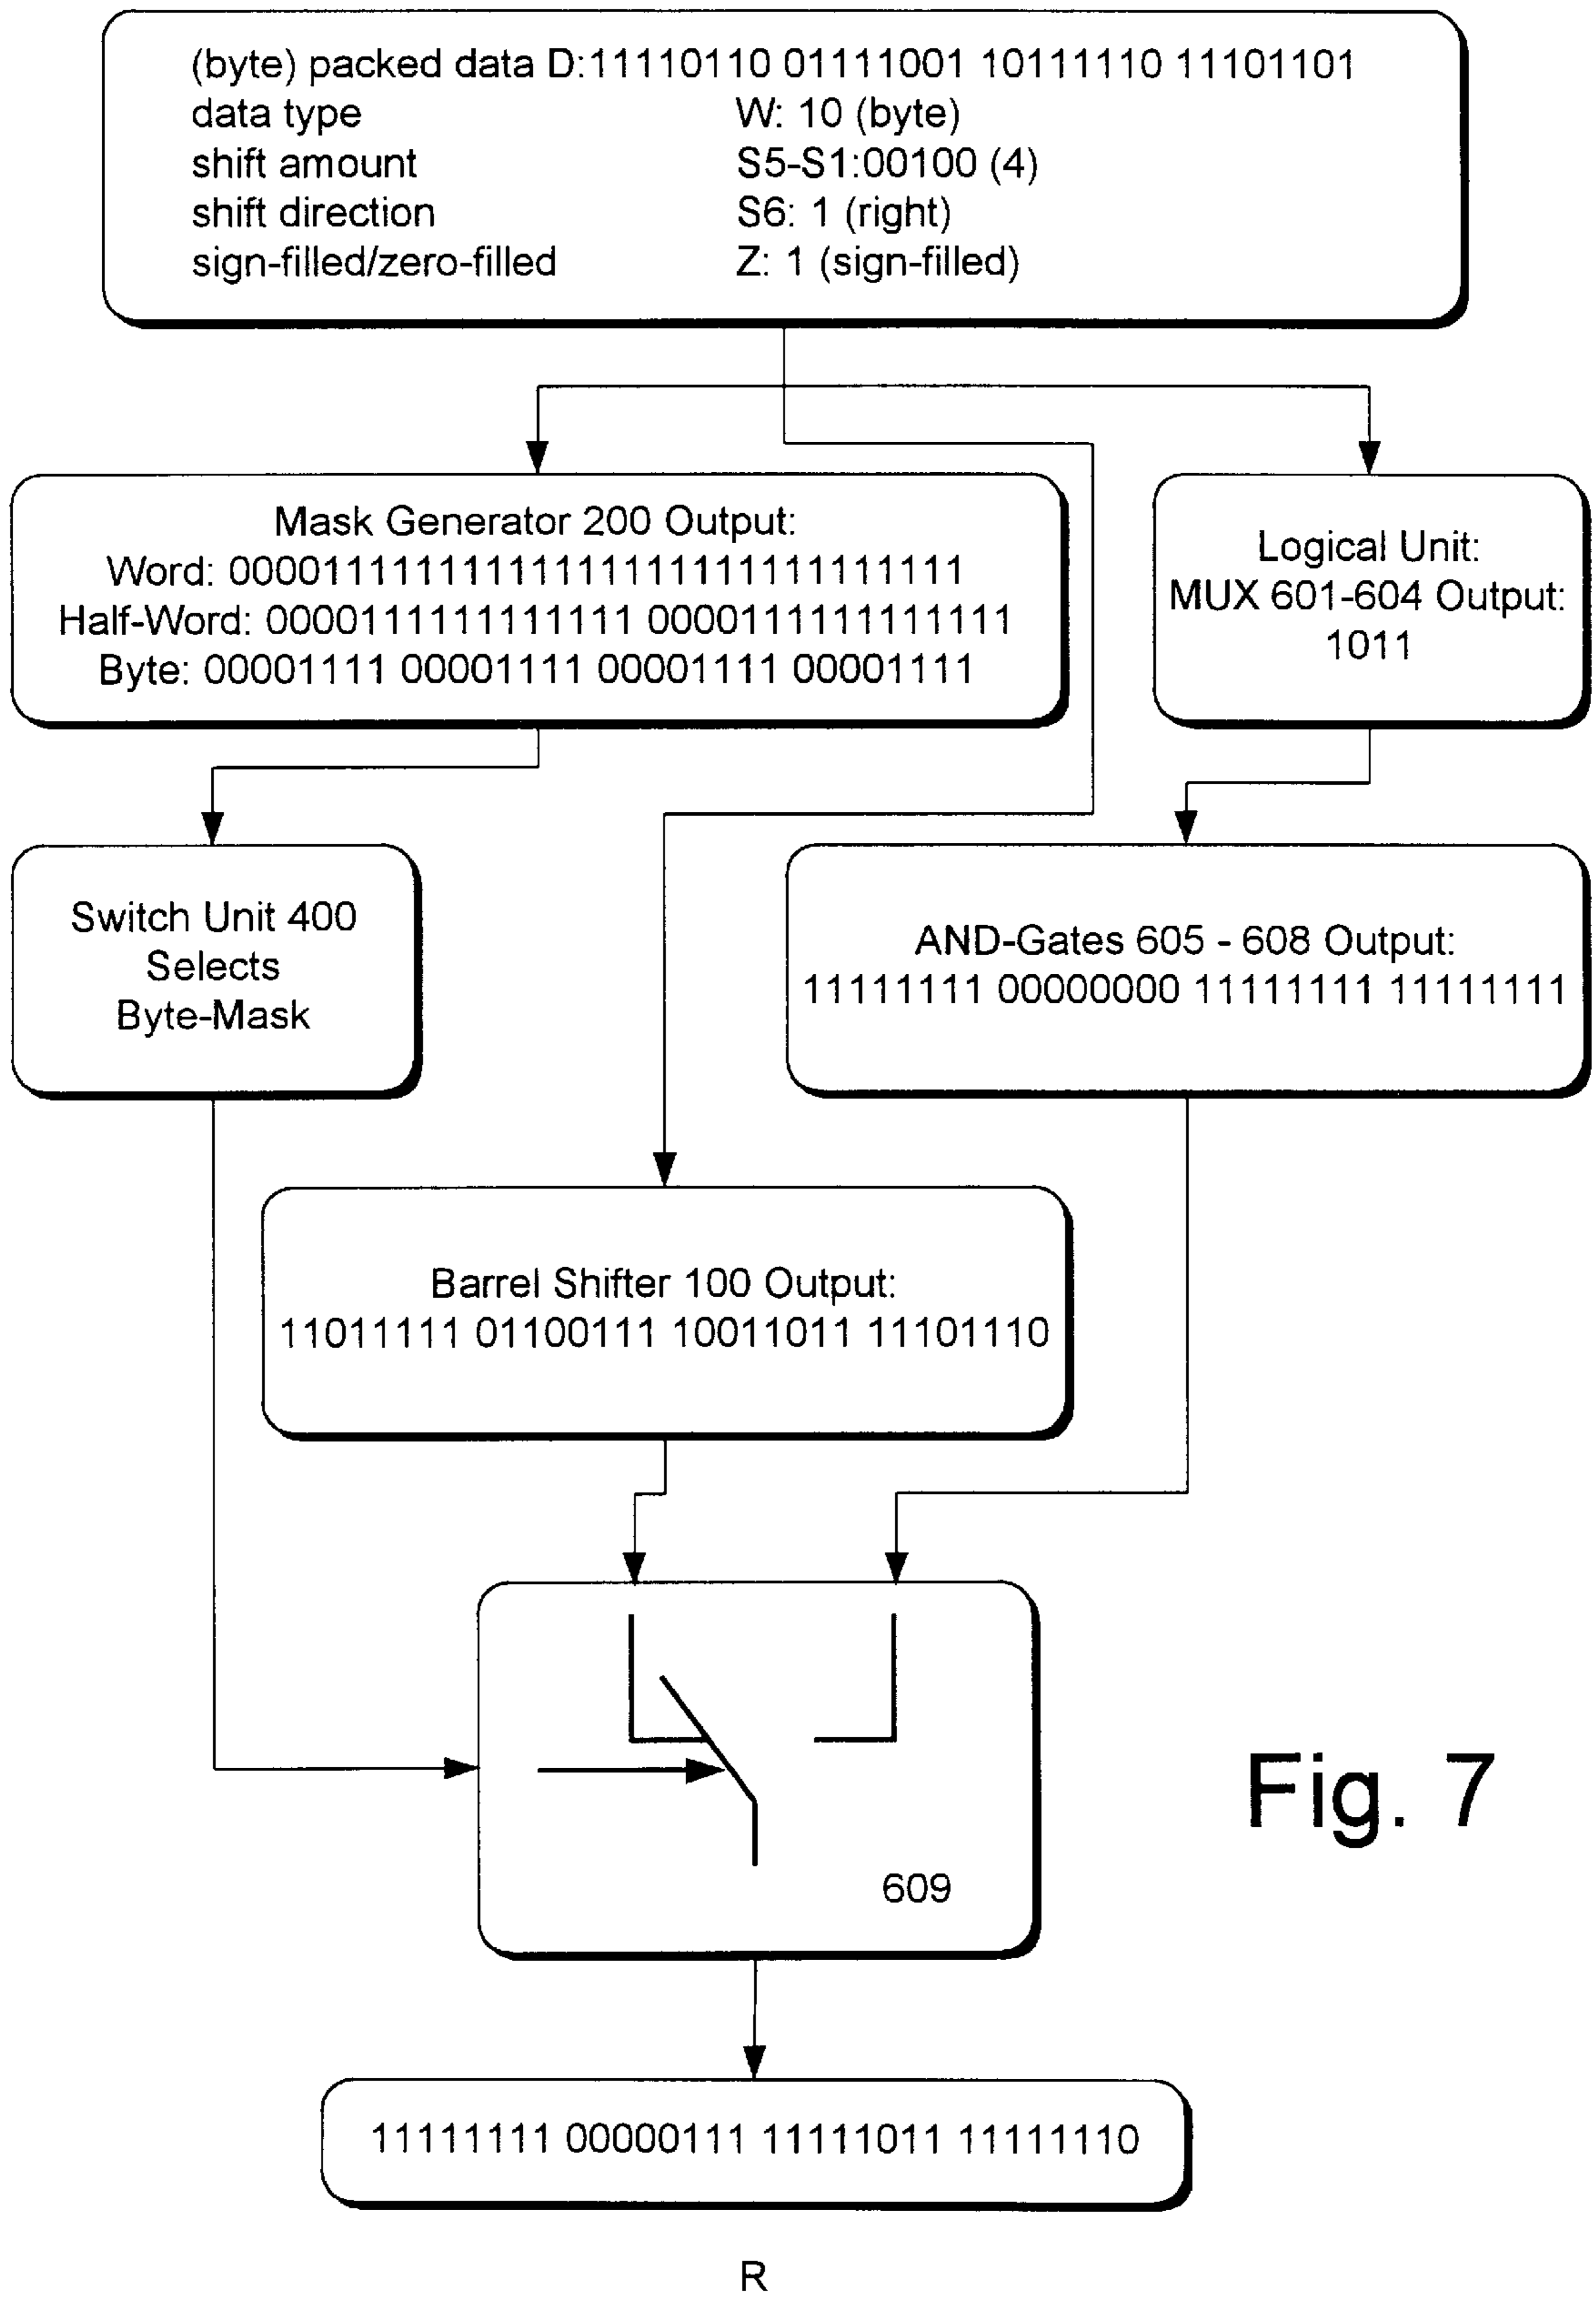 (byte) packed data D:11110110 01111001 10111110 11101101
data type W: 10 (byte)
shift amount S5-S1:00100 (4)
shift direction S6: 1 (right)
sign-filled/zero-filled Z: 1 (sign-filled)
Mask Generator 200 Output:
Word: 00001111111111111111111111111111
Half-Word: 0000111111111111 0000111111111111
Byte: 00001111 00001111 00001111 00001111
Logical Unit:
MUX 601-604 Output:
1011
Switch Unit 400
Selects
Byte-Mask
AND-Gates 605 - 608 Output:
11111111 00000000 11111111 11111111
Barrel Shifter 100 Output:
11011111 01100111 10011011 11101110
609
Fig. 7
11111111 00000111 11111011 11111110
R